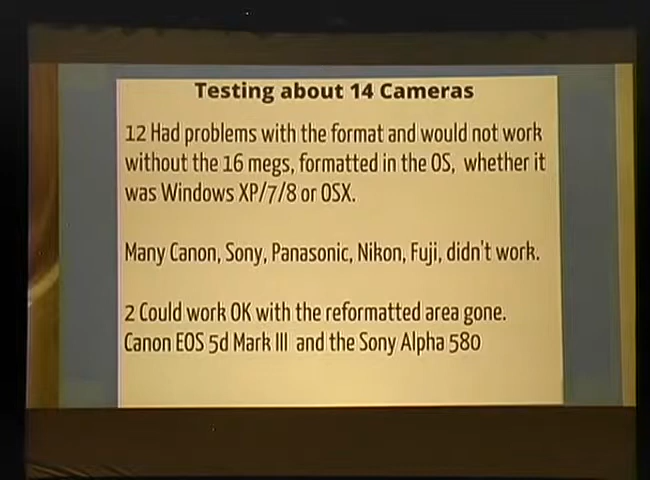 Testing about 14 Cameras
12 Had problems with the format and would not work
without the 16 megs, formatted in the OS, whether it
was Windows XP/7/8 or OSX.
Many Canon, Sony, Panasonic, Nikon, Fuji, didn't work.
2 Could work OK with the reformatted area gone.
Canon EOS 5d Mark III and the Sony Alpha 580